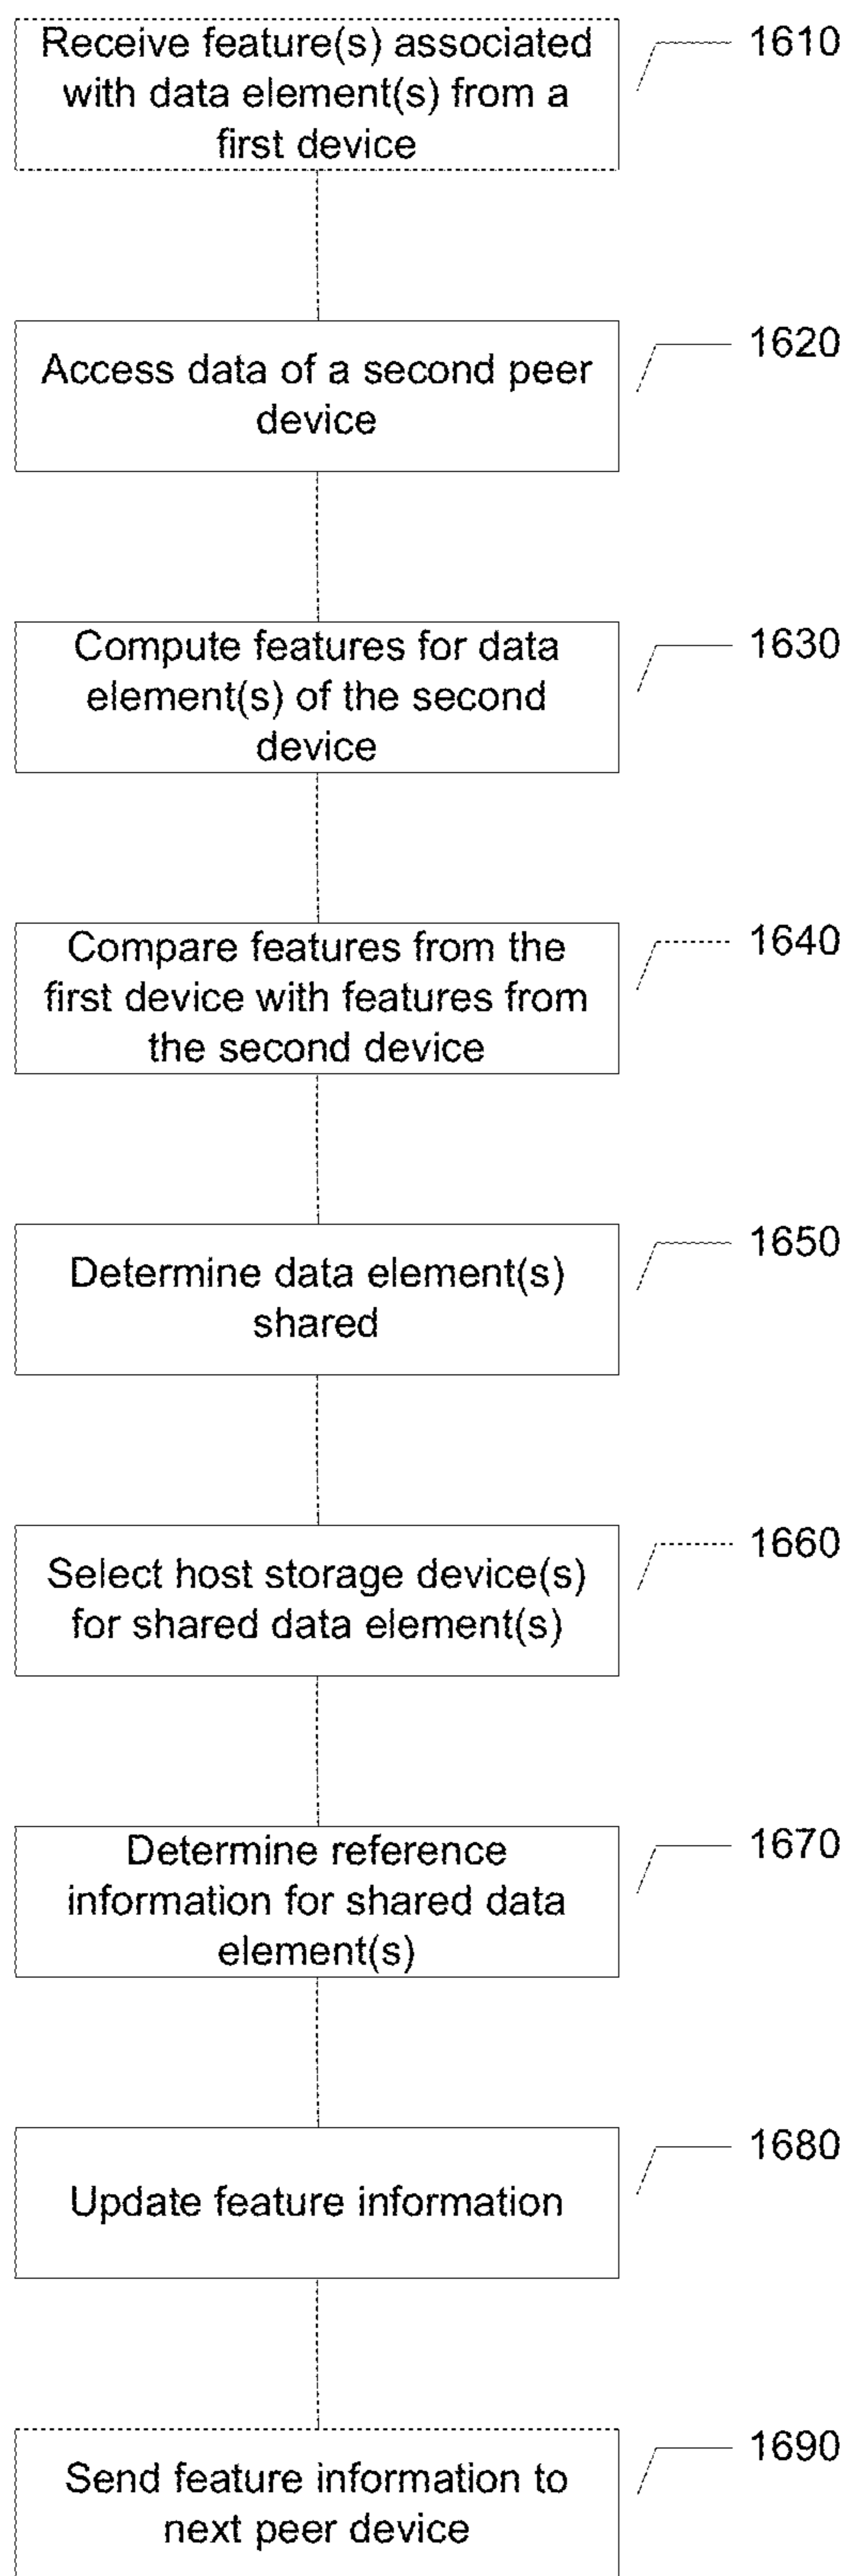 Receive feature(s) associated
with data element(s) from a
first device
1610
Access data of a second peer
device
1620
Compute features for data
element(s) of the second
device
1630
Compare features from the
first device with features from
the second device
1640
Determine data element(s)
shared
1650
Select host storage device(s)
for shared data element(s)
1660
Determine reference
information for shared data
element(s)
1670
Update feature information
1680
Send feature information to
next peer device
1690